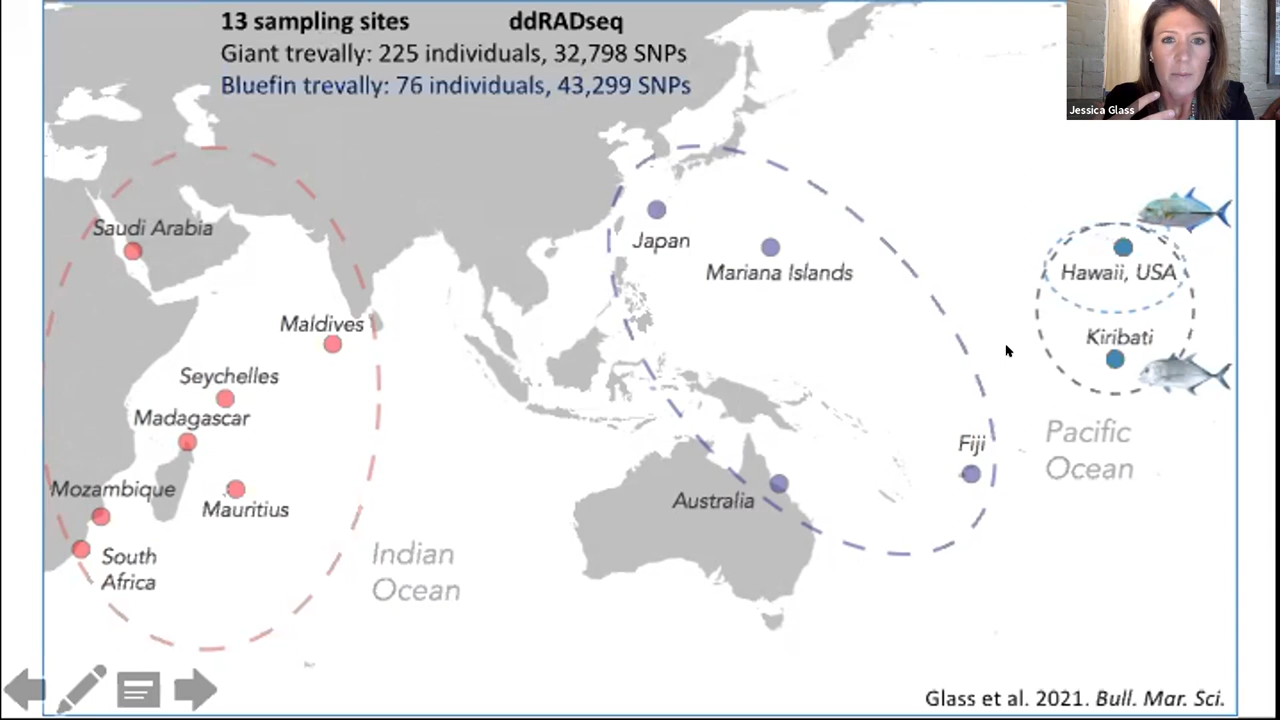 13 sampling sites ddRADseq
Giant trevally: 225 individuals, 32,798 SNPs
Bluefin trevally: 76 individuals, 43,299 SNPs
Jessica Glass
Saudi Arabia
Japan
Mariana Islands
Hawaii, USA
Maldives
Kiribati
Seychelles
Madagascar
Fiji
Pacific
Ocean
Mozambique
Mauritius
Australia
South
Africa
Indian
Ocean
Glass et al. 2021. Bull. Mar. Sci.